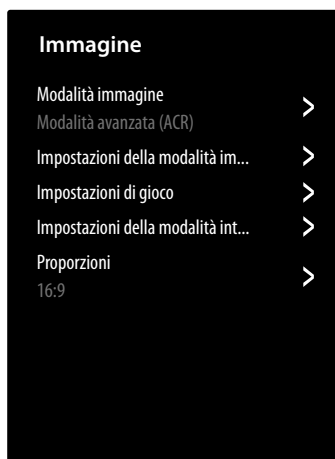 Immagine
Modalità immagine
Modalità avanzata (ACR)
Impostazioni della modalità im...
Impostazioni di gioco
Impostazioni della modalità int...
Proporzioni
16:9